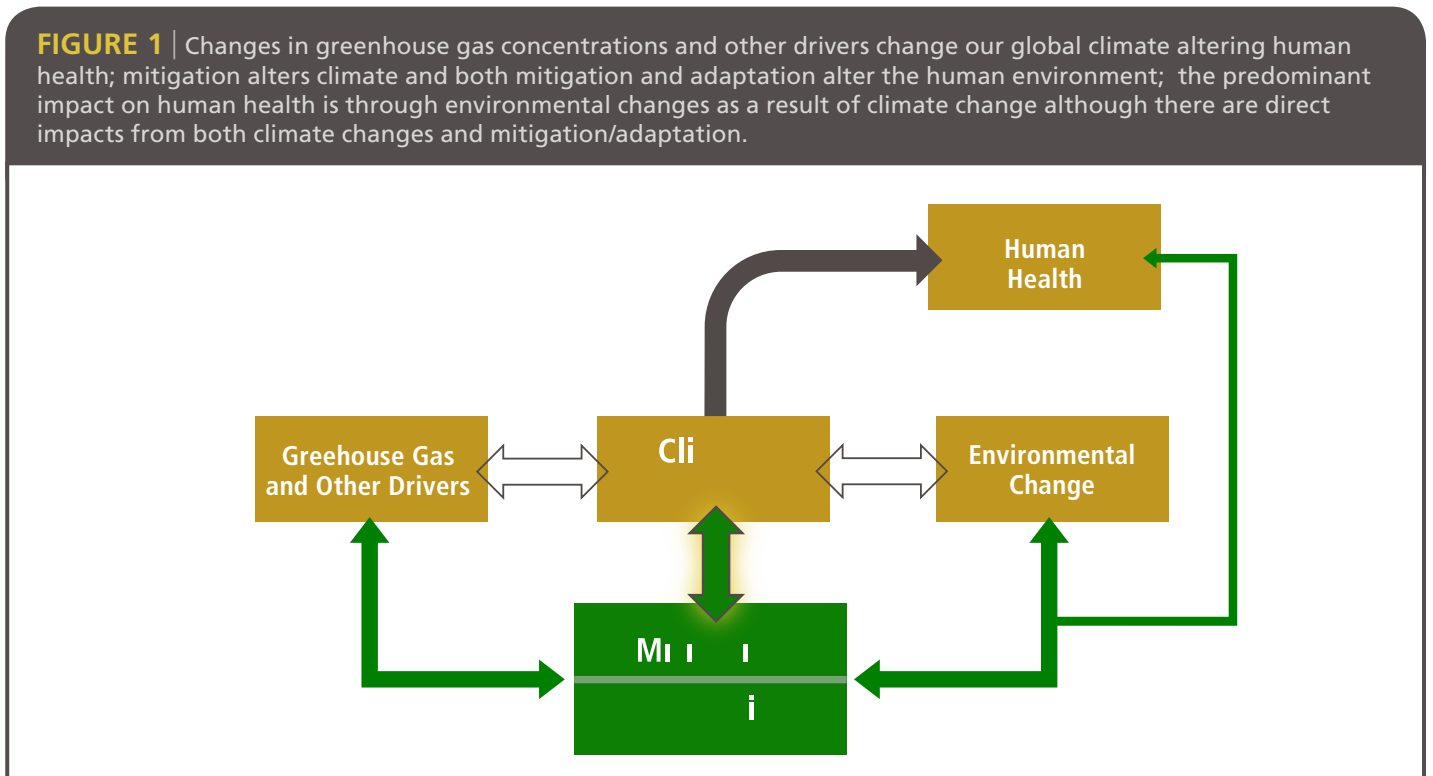 FIGURE 1 | Changes in greenhouse gas concentrations and other drivers change our global climate altering human
health; mitigation alters climate and both mitigation and adaptation alter the human environment; the predominant
impact on human health is through environmental changes as a result of climate change although there are direct
impacts from both climate changes and mitigation/adaptation.
Human
Health
Greehouse Gas
and Other Drivers
Cli
Environmental
Change